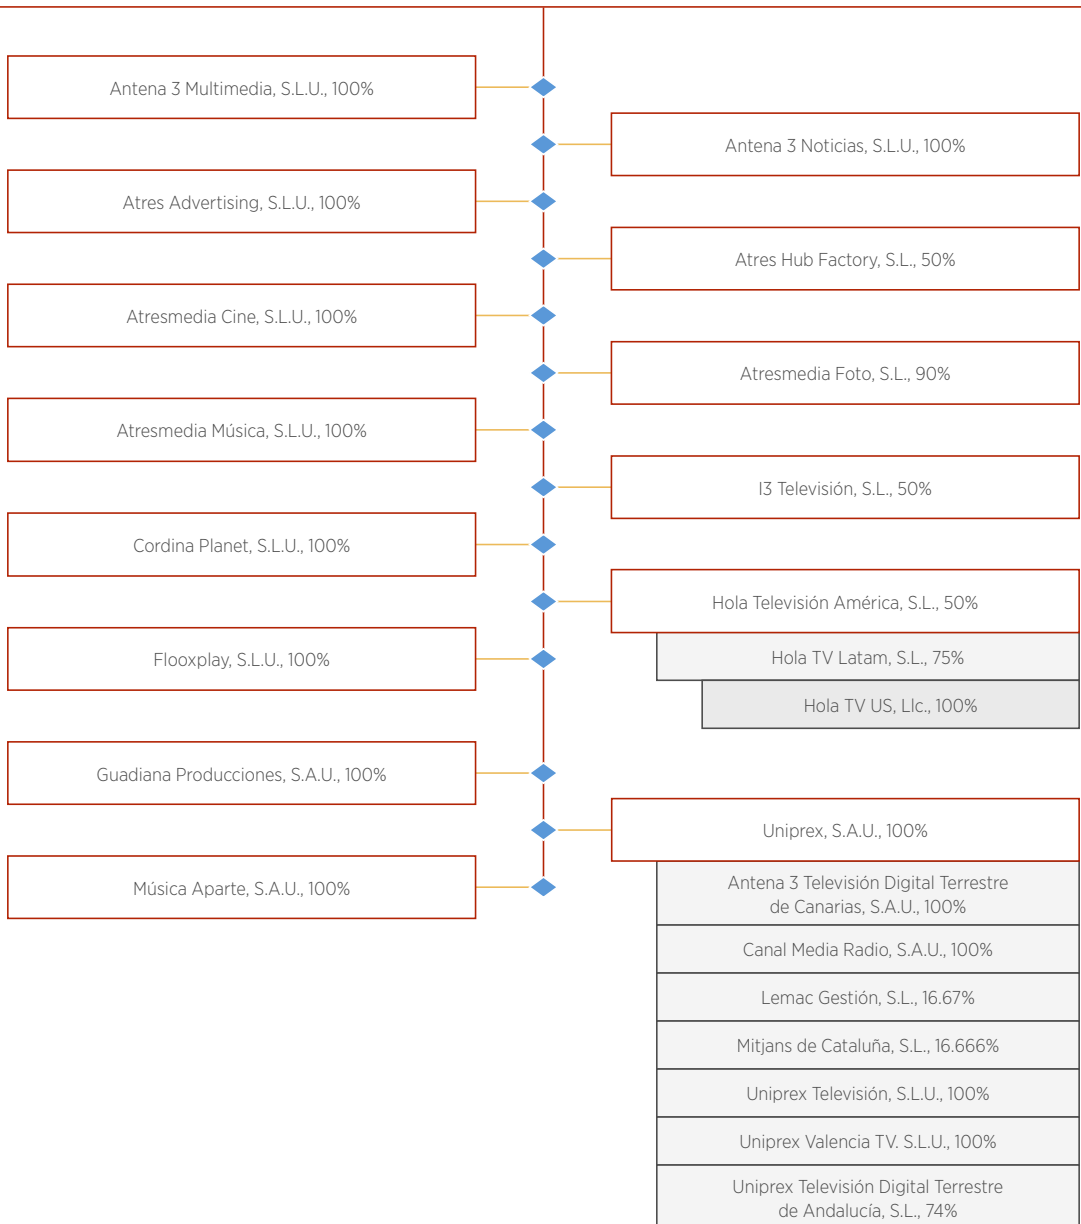 Antena 3 Multimedia, S.L.U., 100%
Antena 3 Noticias, S.L.U., 100%
Atres Advertising, S.L.U., 100%
Atres Hub Factory, S.L., 50%
Atresmedia Cine, S.L.U., 100%
Atresmedia Foto, S.L., 90%
Atresmedia Música, S.L.U., 100%
I3 Televisión, S.L., 50%
Cordina Planet, S.L.U., 100%
Hola Televisión América, S.L., 50%
Hola TV Latam, S.L., 75%
Hola TV US, Llc., 100%
Flooxplay, S.L.U., 100%
Guadiana Producciones, S.A.U., 100%
Uniprex, S.A.U., 100%
Antena 3 Televisión Digital Terrestre
de Canarias, S.A.U., 100%
Canal Media Radio, S.A.U., 100%
Lemac Gestión, S.L., 16.67%
Mitjans de Cataluña, S.L., 16.666%
Uniprex Televisión, S.L.U., 100%
Uniprex Valencia TV. S.L.U., 100%
Uniprex Televisión Digital Terrestre
de Andalucía, S.L., 74%
Música Aparte, S.A.U., 100%